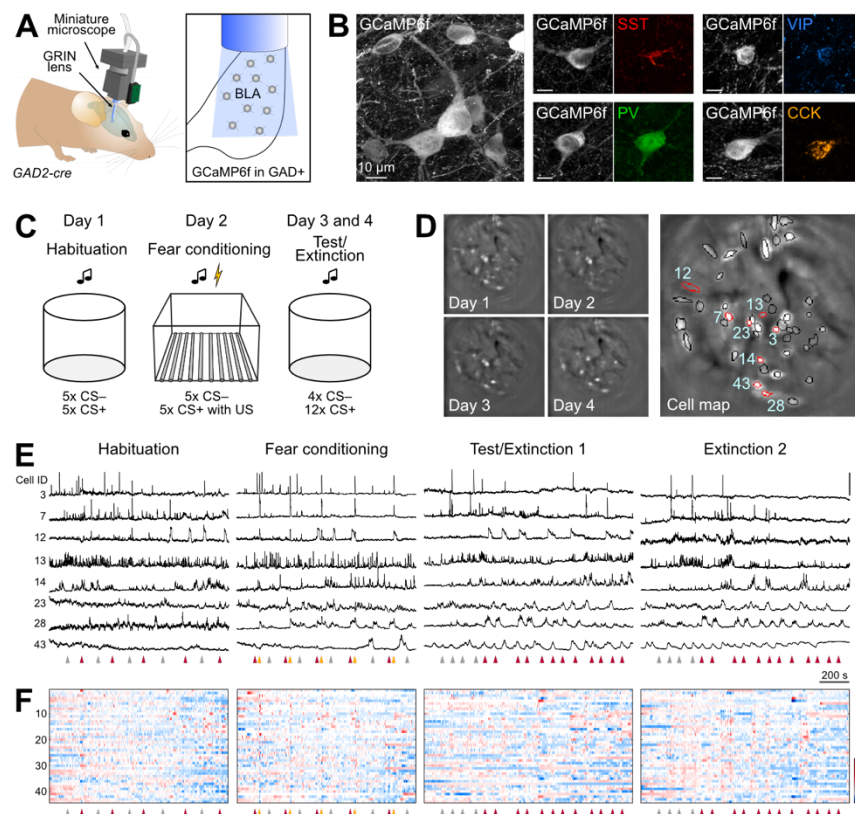 A
Miniature
microscope
GRIN
lens
GAD2-cre
BLA
GCaMP6f in GAD+
B
GCaMP6f
10 µm
GCaMP6f
SST
GCaMP6f
VIP
GCaMP6f
PV
GCaMP6f
CCK
C
Day 1
Habituation
5x CS–
5x CS+
Day 2
Fear conditioning
5x CS–
5x CS+ with US
Day 3 and 4
Test/
Extinction
4x CS–
12x CS+
D
Day 1
Day 2
Day 3
Day 4
12
7
13
23
3
14
43
28
Cell map
E
Habituation
Fear conditioning
Test/Extinction 1
Extinction 2
Cell ID
3
7
12
13
14
23
28
43
200 s
F
10
20
30
40